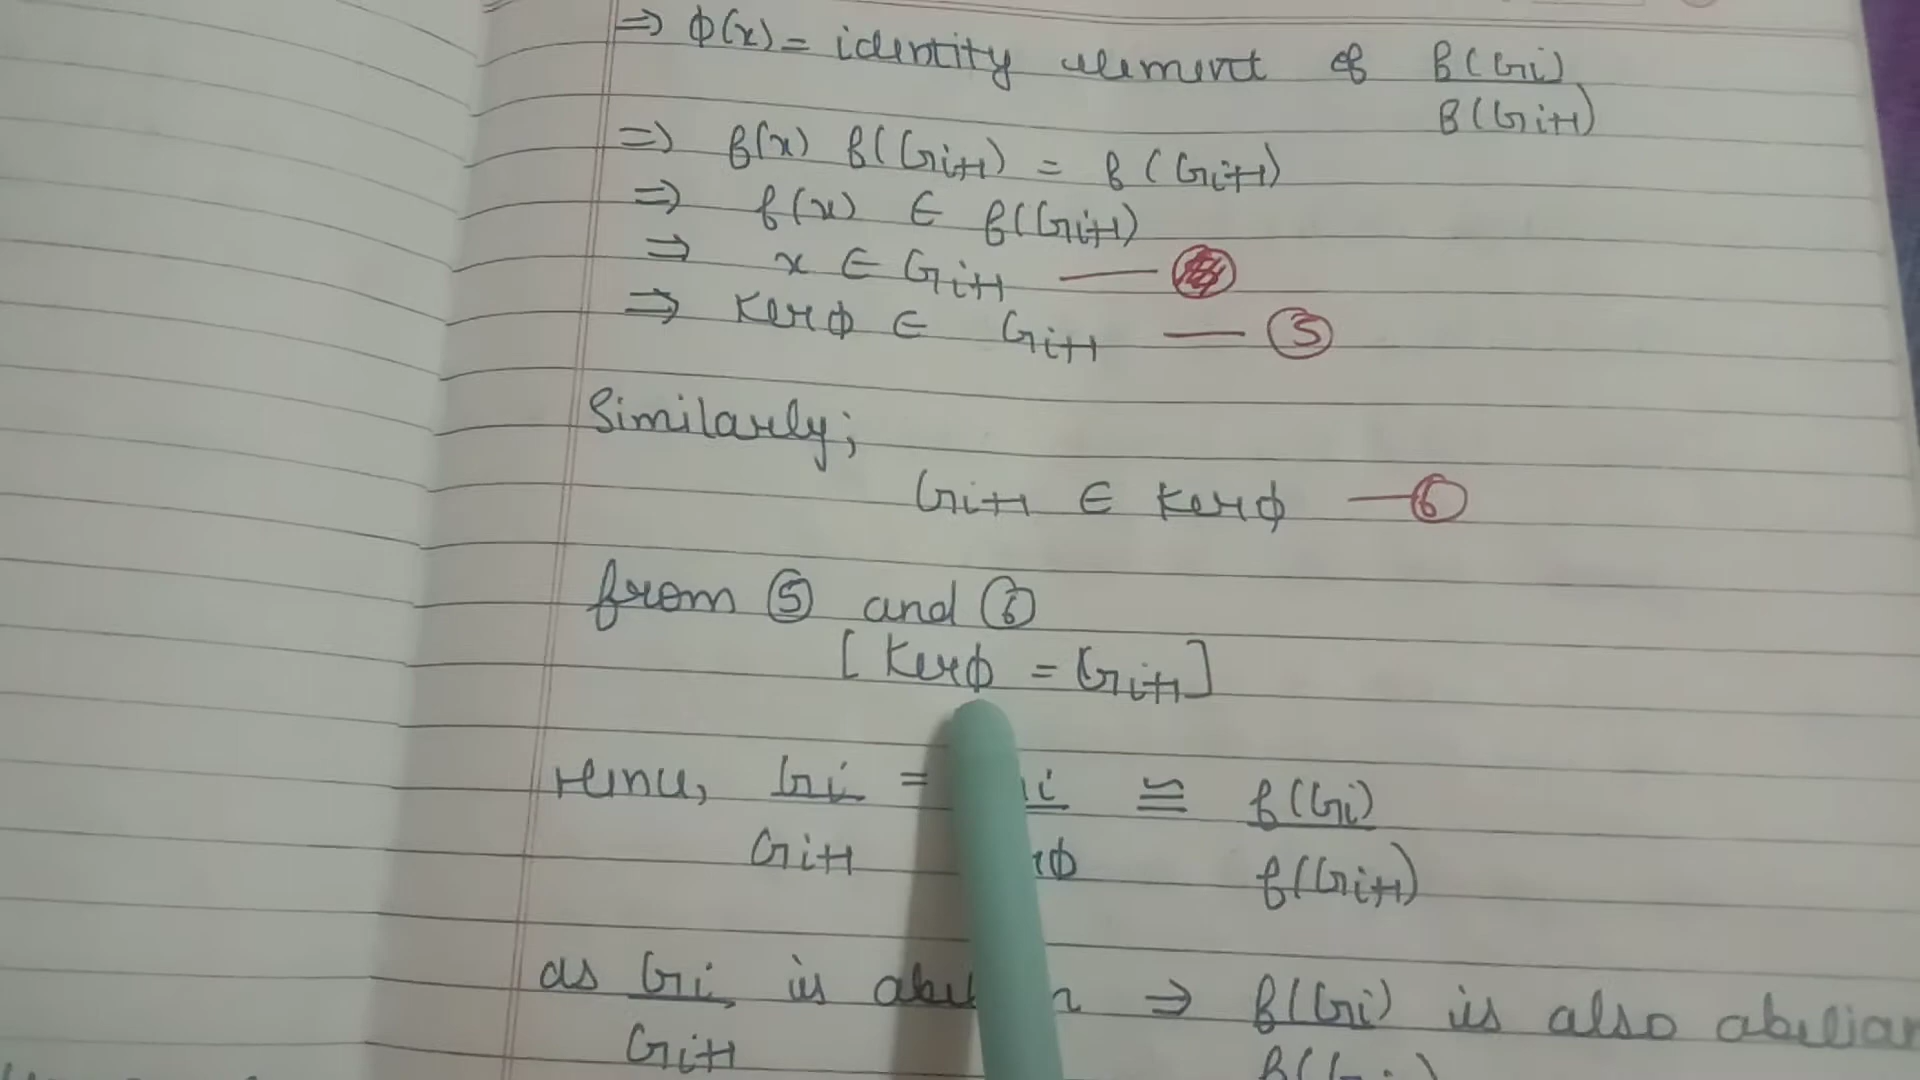 ⇒ ϕ(x) = identity element of f(Gi)
f(Gi+1)
⇒ f(x) f(Gi+1) = f(Gi+1)
⇒ f(x) ∈ f(Gi+1)
⇒ x ∈ Gi+1 —
⇒ Kerϕ ∈ Gi+1 — ⑤
Similarly;
Gi+1 ∈ Kerϕ — ⑥
from ⑤ and ⑥
[Kerϕ = Gi+1]
Hence, Gi = i ≅ f(Gi)
Gi+1 rϕ f(Gi+1)
as Gi is abe n ⇒ f(Gi) is also abelian
Gi+1